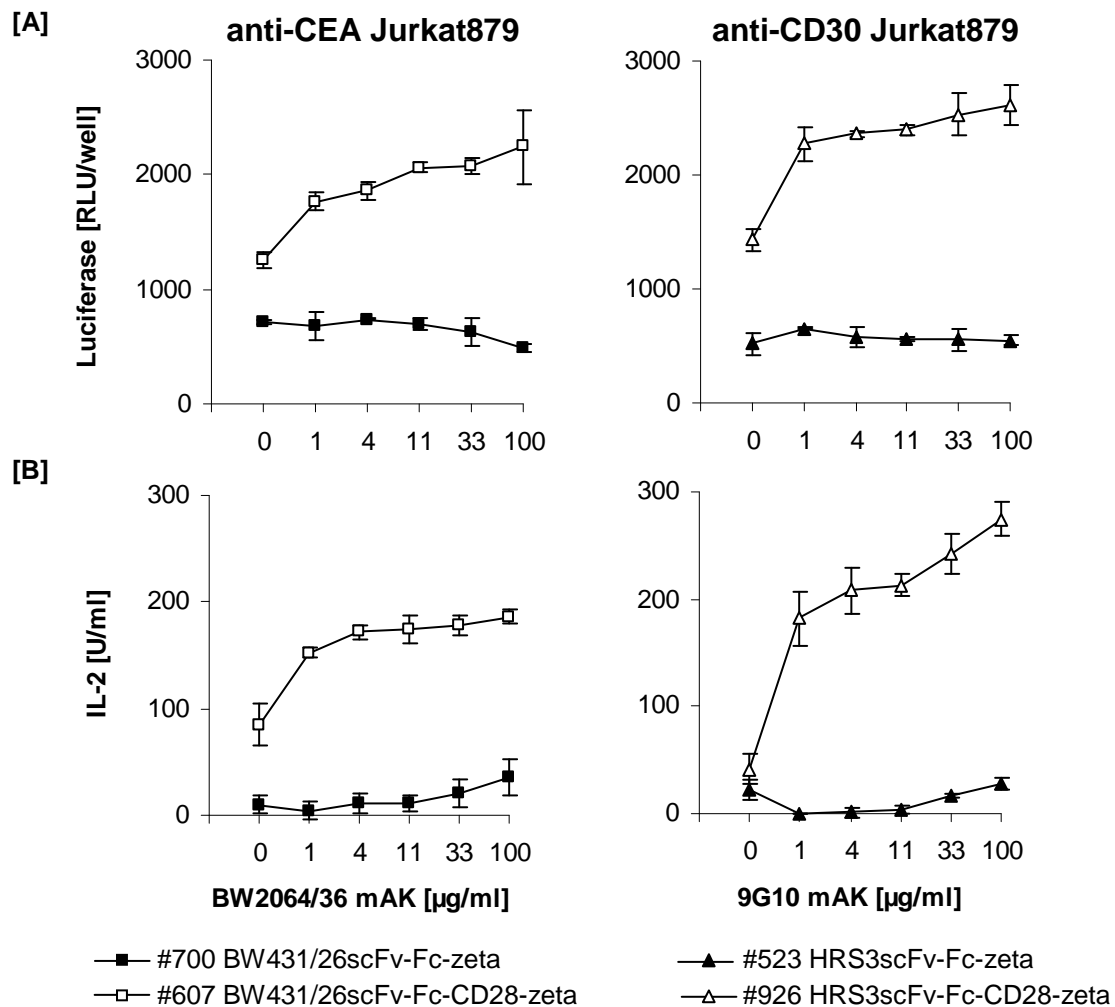 [A]
anti-CEA Jurkat879
anti-CD30 Jurkat879
Luciferase [RLU/well]
3000
2000
1000
0
0 1 4 11 33 100
3000
2000
1000
0
0 1 4 11 33 100
[B]
IL-2 [U/ml]
300
200
100
0
0 1 4 11 33 100
BW2064/36 mAK [µg/ml]
300
200
100
0
0 1 4 11 33 100
9G10 mAK [µg/ml]
#700 BW431/26scFv-Fc-zeta
#607 BW431/26scFv-Fc-CD28-zeta
#523 HRS3scFv-Fc-zeta
#926 HRS3scFv-Fc-CD28-zeta